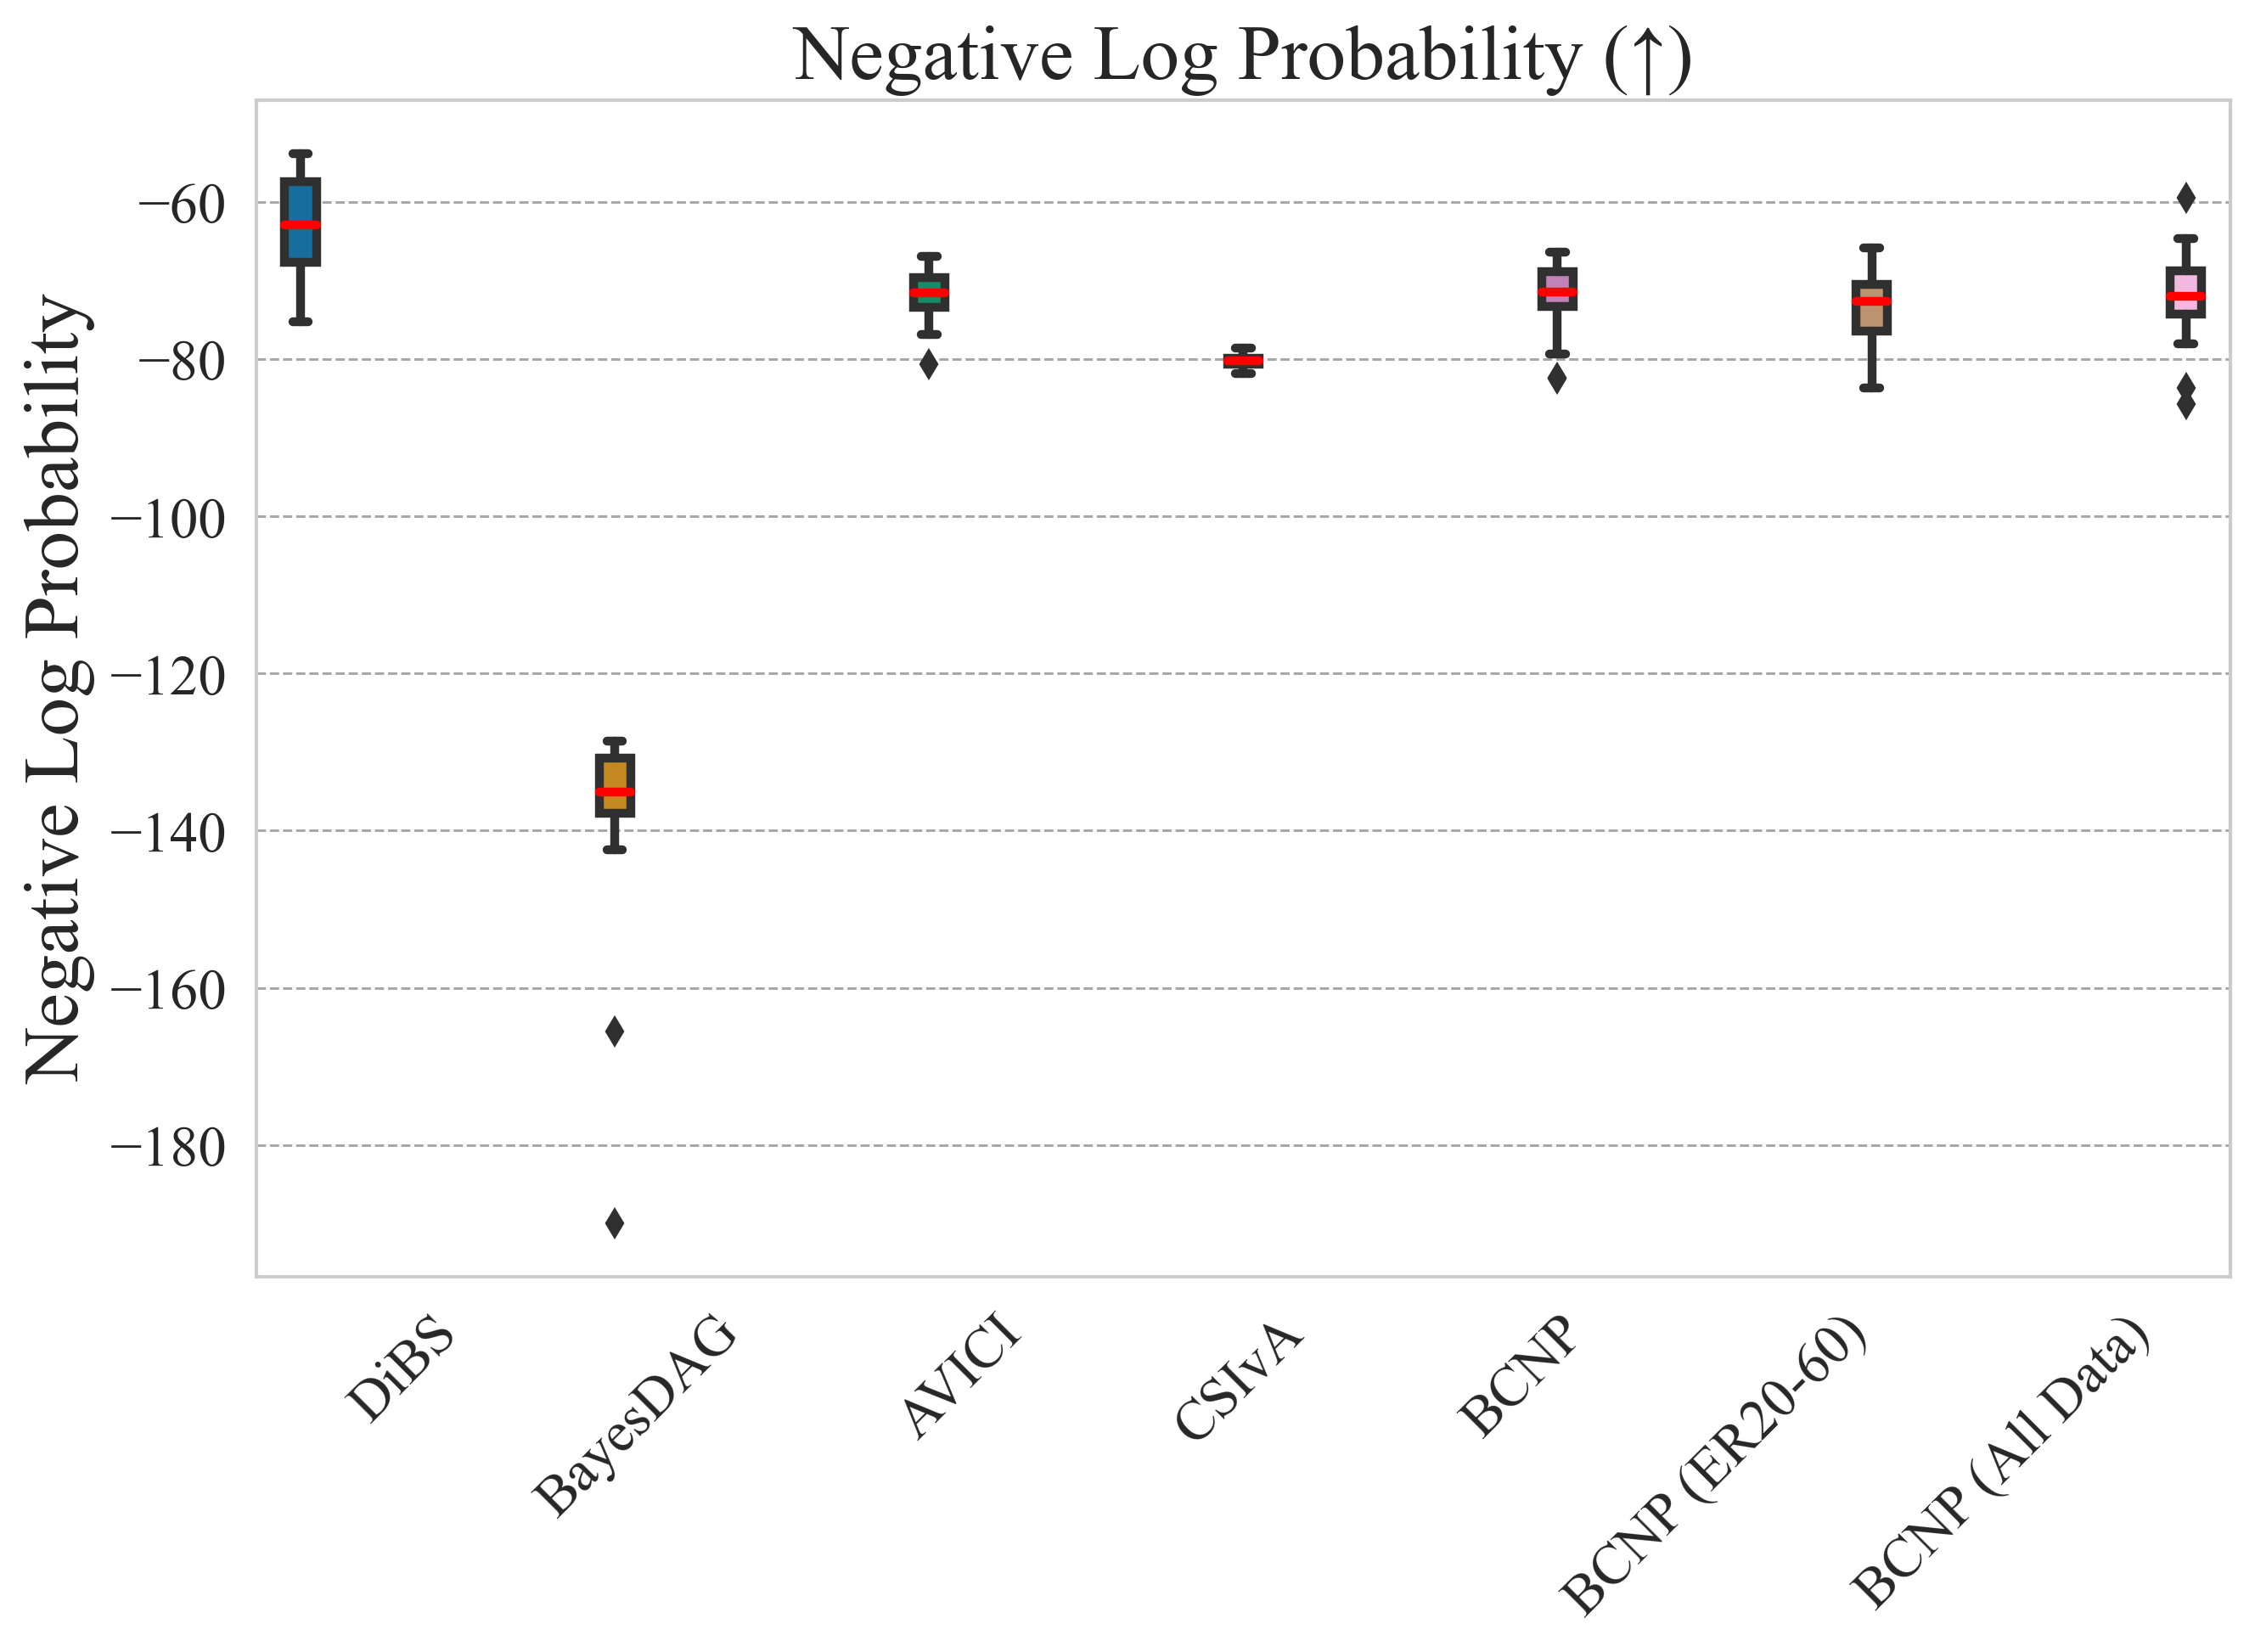 Negative Log Probability (↑)
Negative Log Probability
−60
−80
−100
−120
−140
−160
−180
DiBS
BayesDAG
AVICI
CSIvA
BCNP
BCNP (ER20-60)
BCNP (All Data)